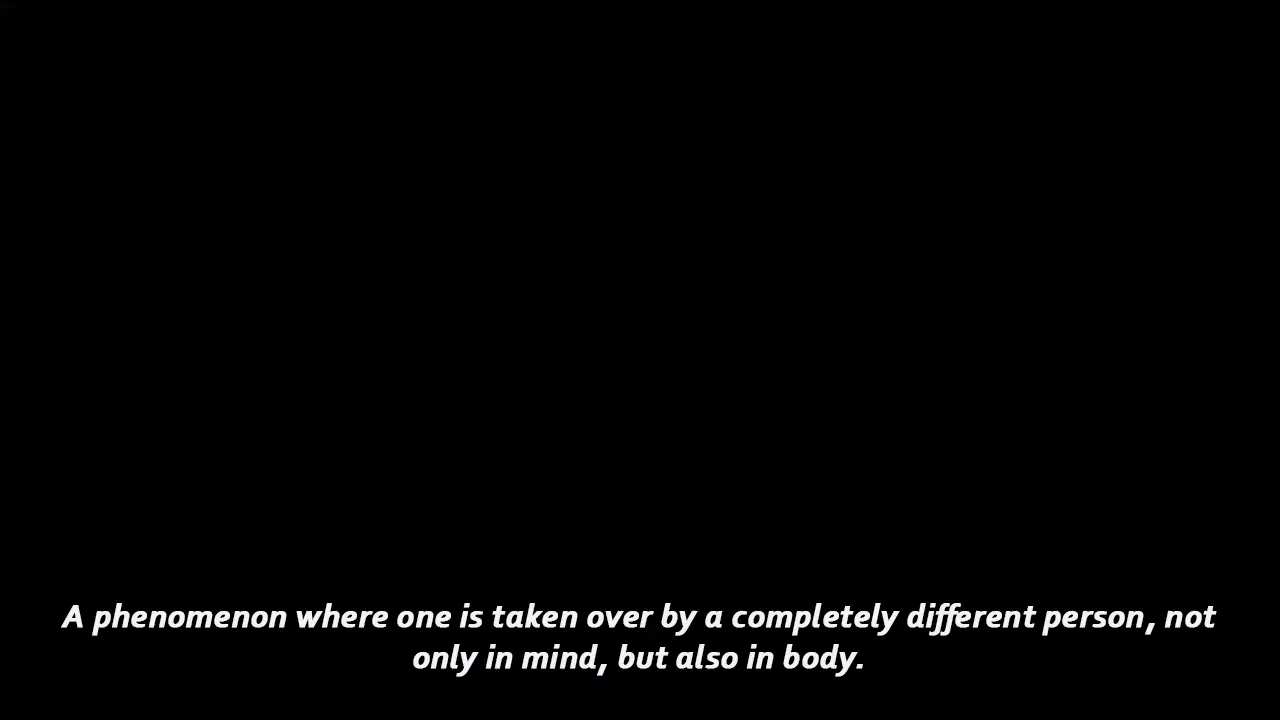 A phenomenon where one is taken over by a completely different person, not
only in mind, but also in body.